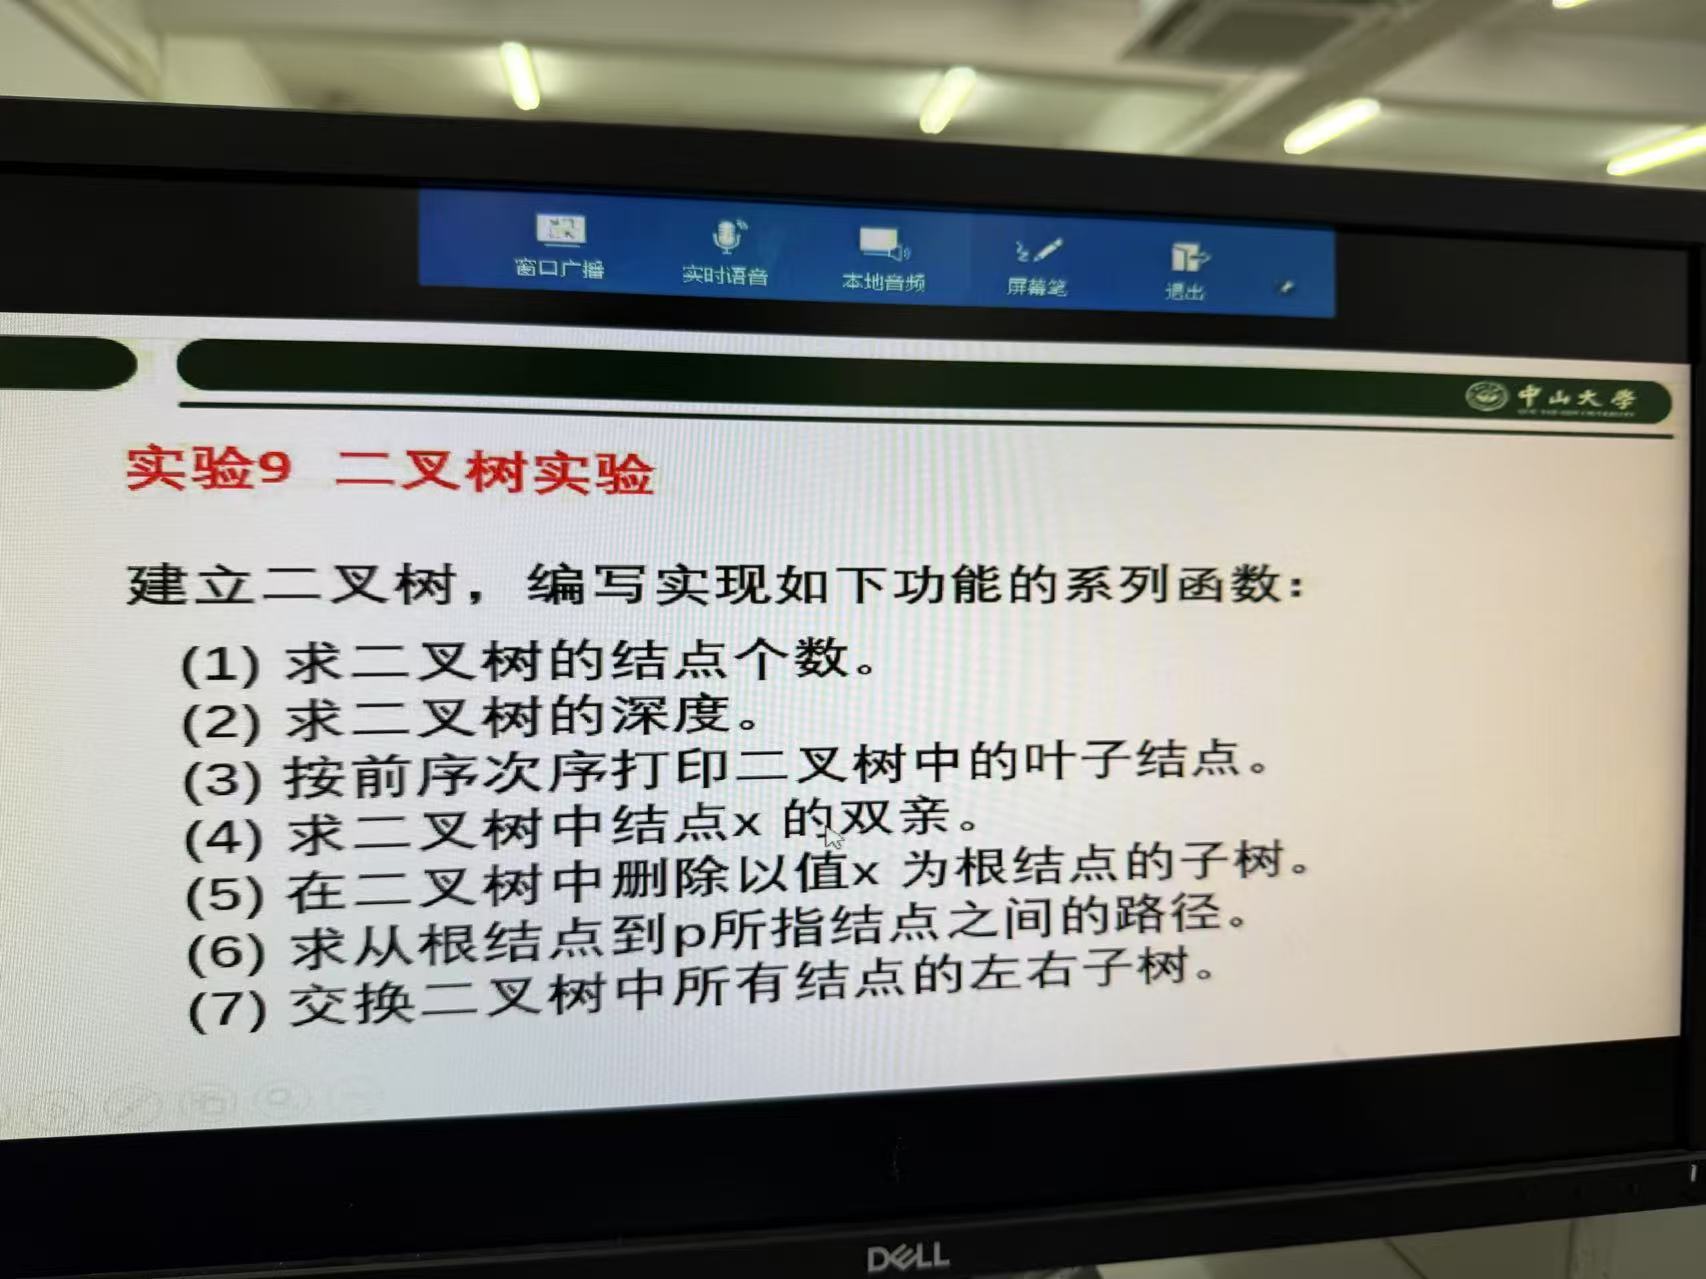 窗口广播 实时语音 本地音频 屏幕笔 退出
中山大学
实验9 二叉树实验
建立二叉树，编写实现如下功能的系列函数：
(1) 求二叉树的结点个数。
(2) 求二叉树的深度。
(3) 按前序次序打印二叉树中的叶子结点。
(4) 求二叉树中结点x 的双亲。
(5) 在二叉树中删除以值x 为根结点的子树。
(6) 求从根结点到p所指结点之间的路径。
(7) 交换二叉树中所有结点的左右子树。
DELL